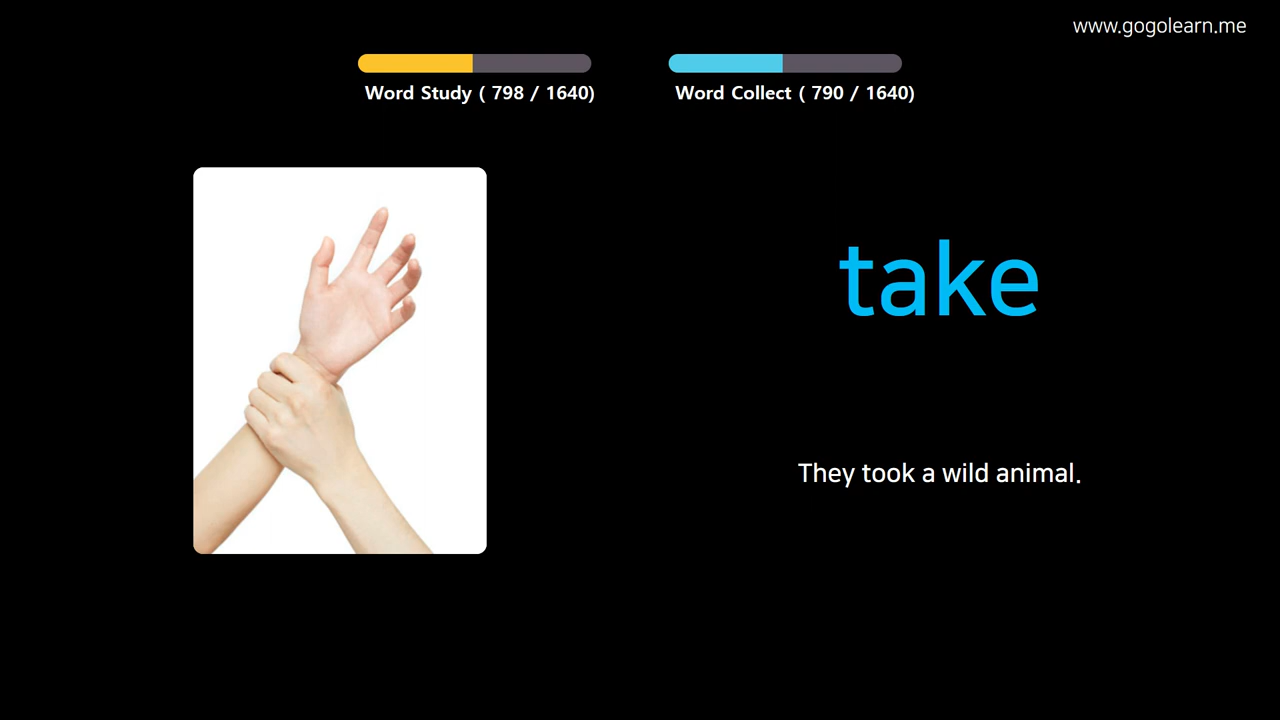 www.gogolearn.me
Word Study ( 798 / 1640)
Word Collect ( 790 / 1640)
take
They took a wild animal.